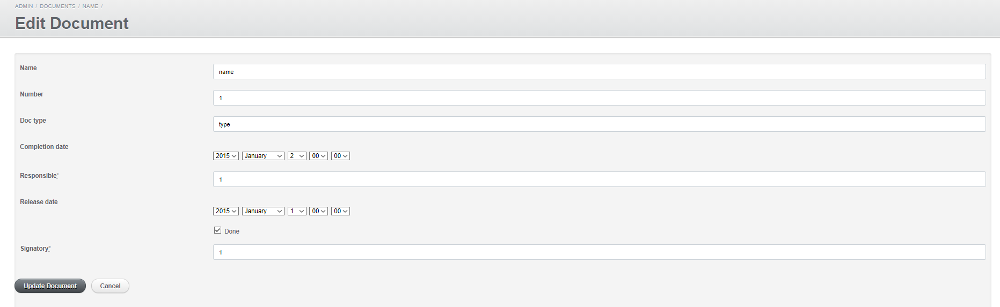 ADMIN / DOCUMENTS / NAME /
Edit Document
Name
name
Number
1
Doc type
type
Completion date
2015 January 2 00 00
Responsible*
1
Release date
2015 January 1 00 00
Done
Signatory*
1
Update Document Cancel